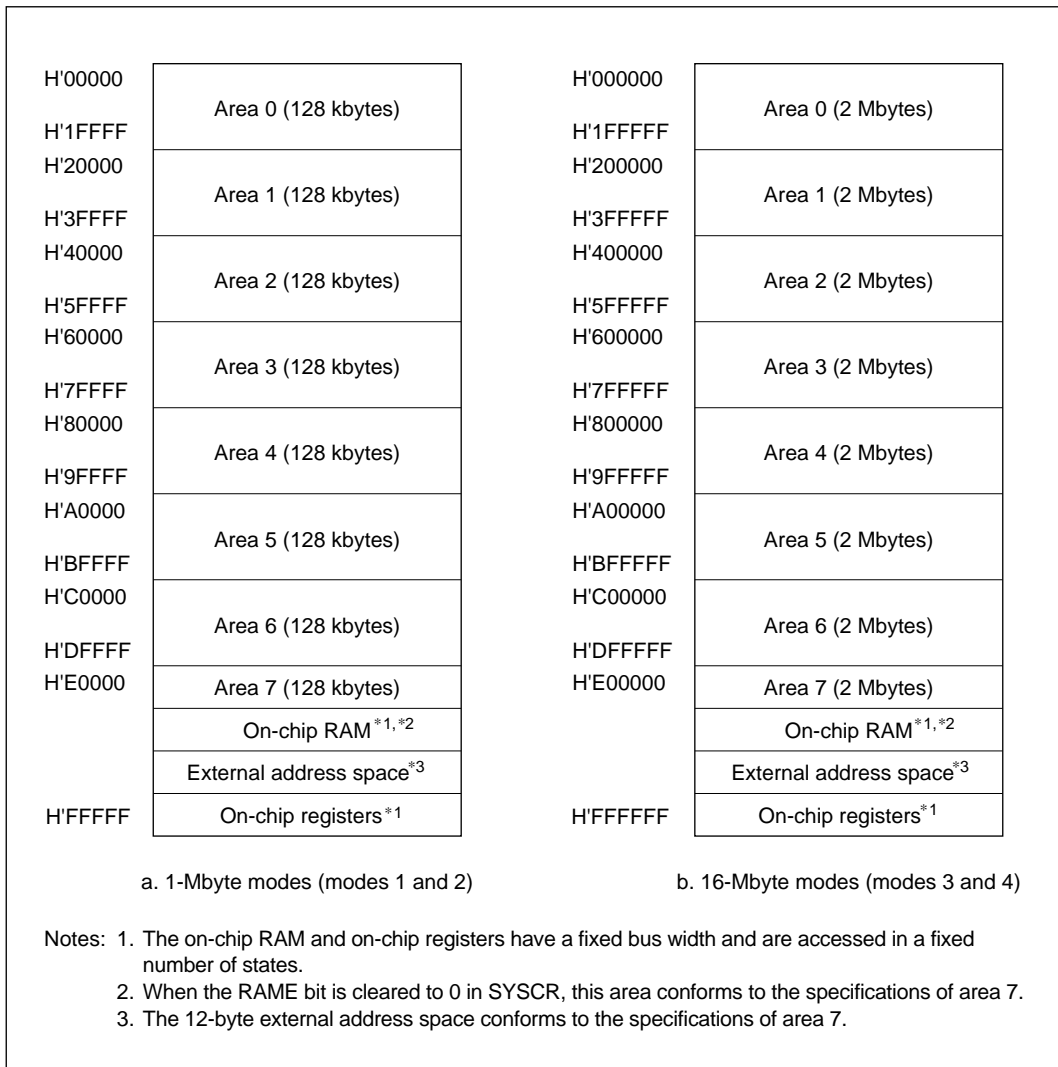 H'00000
Area 0 (128 kbytes)
H'1FFFF
H'20000
Area 1 (128 kbytes)
H'3FFFF
H'40000
Area 2 (128 kbytes)
H'5FFFF
H'60000
Area 3 (128 kbytes)
H'7FFFF
H'80000
Area 4 (128 kbytes)
H'9FFFF
H'A0000
Area 5 (128 kbytes)
H'BFFFF
H'C0000
Area 6 (128 kbytes)
H'DFFFF
H'E0000
Area 7 (128 kbytes)
On-chip RAM*1,*2
External address space*3
H'FFFFF
On-chip registers*1
a. 1-Mbyte modes (modes 1 and 2)
H'000000
Area 0 (2 Mbytes)
H'1FFFFF
H'200000
Area 1 (2 Mbytes)
H'3FFFFF
H'400000
Area 2 (2 Mbytes)
H'5FFFFF
H'600000
Area 3 (2 Mbytes)
H'7FFFFF
H'800000
Area 4 (2 Mbytes)
H'9FFFFF
H'A00000
Area 5 (2 Mbytes)
H'BFFFFF
H'C00000
Area 6 (2 Mbytes)
H'DFFFFF
H'E00000
Area 7 (2 Mbytes)
On-chip RAM*1,*2
External address space*3
H'FFFFFF
On-chip registers*1
b. 16-Mbyte modes (modes 3 and 4)
Notes: 1. The on-chip RAM and on-chip registers have a fixed bus width and are accessed in a fixed
number of states.
2. When the RAME bit is cleared to 0 in SYSCR, this area conforms to the specifications of area 7.
3. The 12-byte external address space conforms to the specifications of area 7.